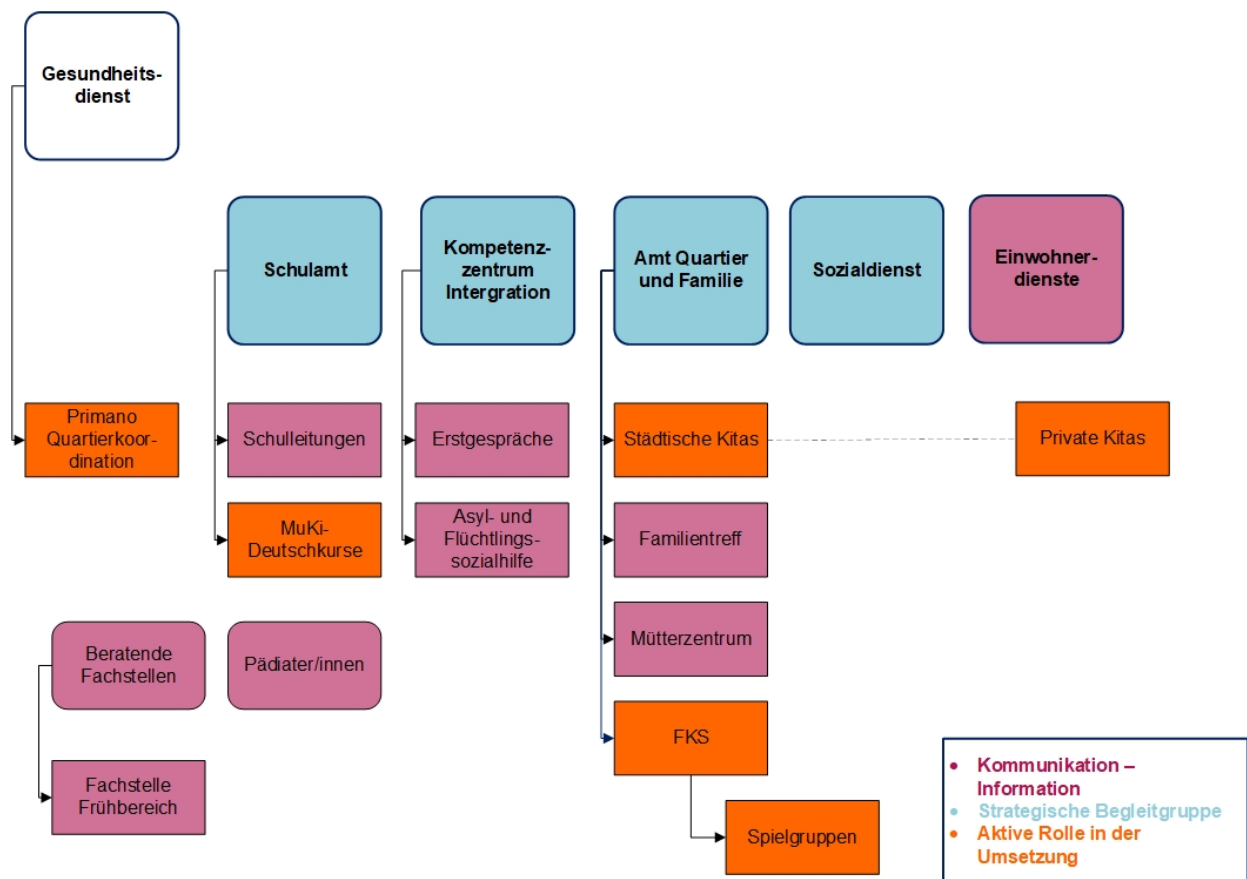 Gesundheits-
dienst
Schulamt
Kompetenz-
zentrum
Intergration
Amt Quartier
und Familie
Sozialdienst
Einwohner-
dienste
Primano
Quartierkoor-
dination
Schulleitungen
Erstgespräche
Städtische Kitas
Private Kitas
MuKi-
Deutschkurse
Asyl- und
Flüchtlings-
sozialhilfe
Familientreff
Beratende
Fachstellen
Pädiater/innen
Mütterzentrum
FKS
Fachstelle
Frühbereich
Spielgruppen
• Kommunikation –
Information
• Strategische Begleitgruppe
• Aktive Rolle in der
Umsetzung